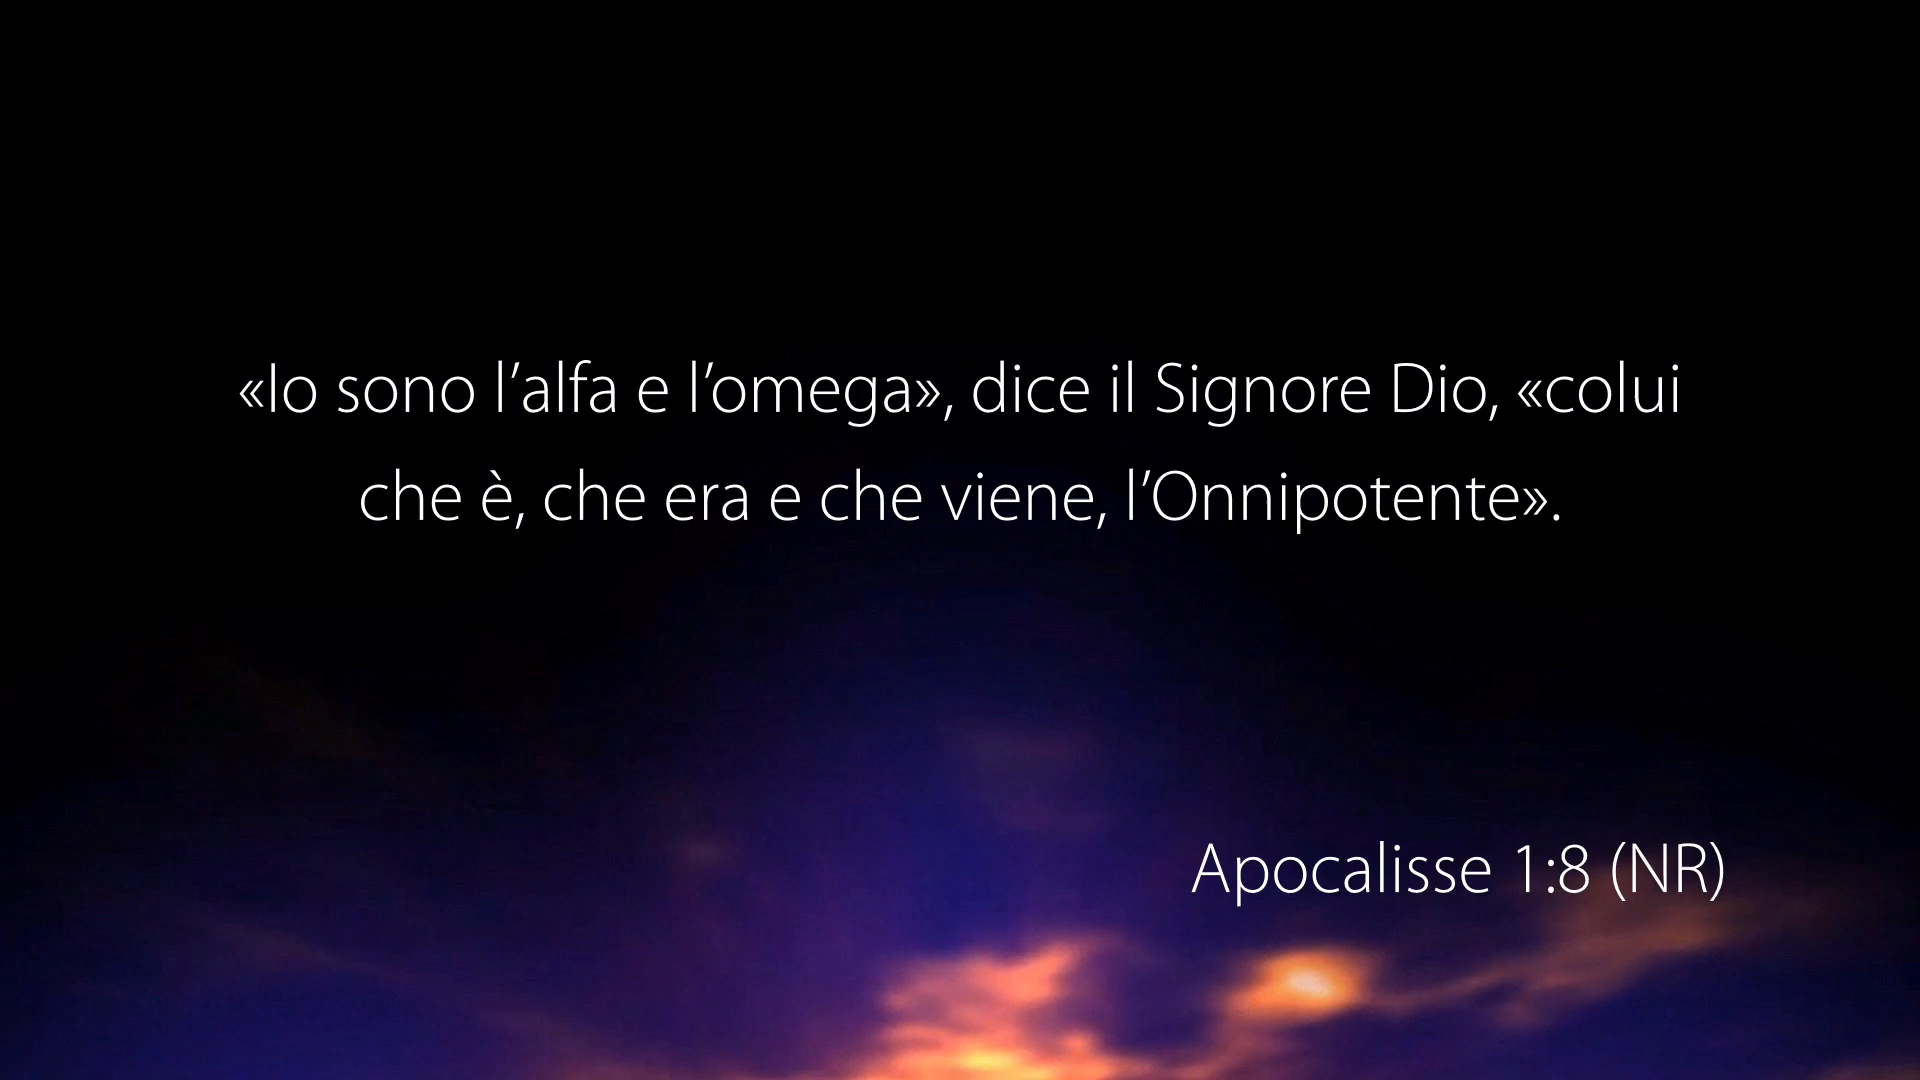 «Io sono l’alfa e l’omega», dice il Signore Dio, «colui
che è, che era e che viene, l’Onnipotente».
Apocalisse 1:8 (NR)